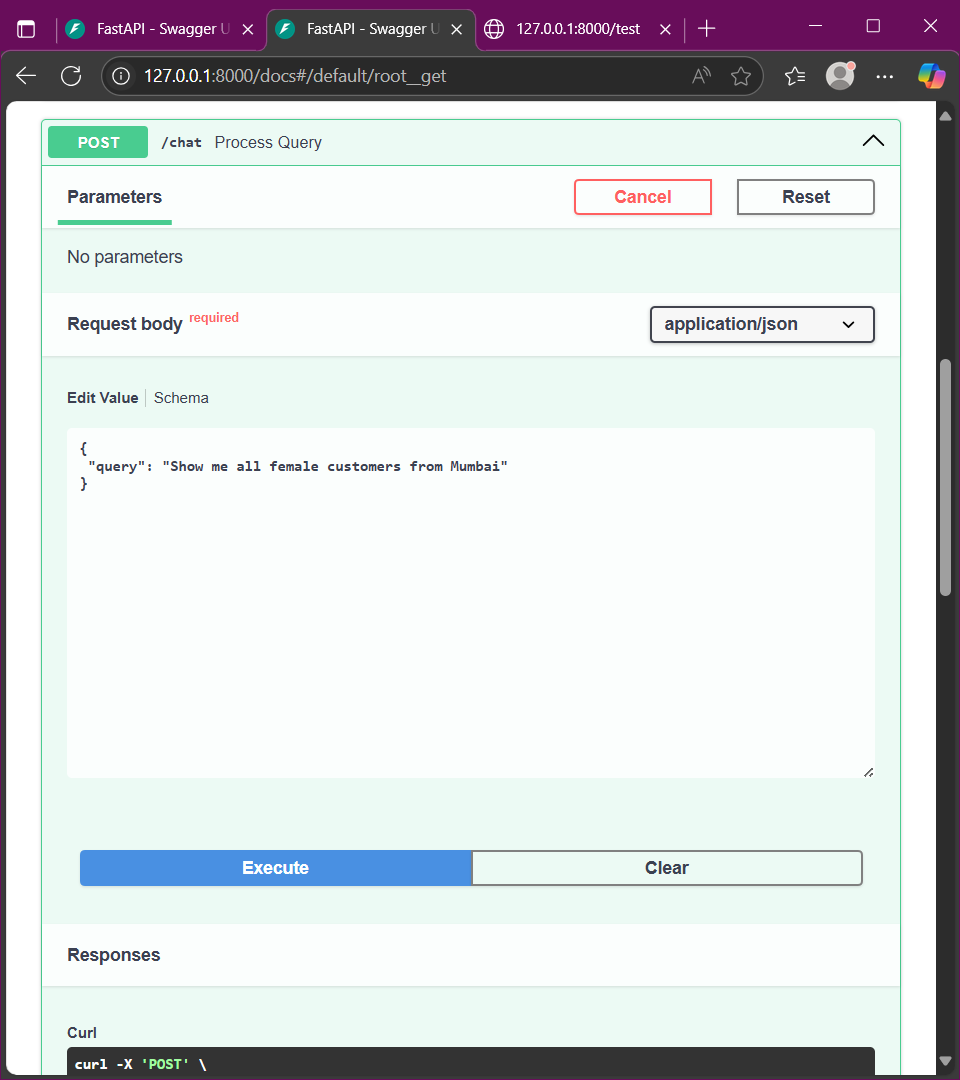 FastAPI - Swagger U
FastAPI - Swagger U
127.0.0.1:8000/test
127.0.0.1:8000/docs#/default/root__get
POST /chat Process Query
Parameters
Cancel
Reset
No parameters
Request body required
application/json
Edit Value
Schema
{
"query": "Show me all female customers from Mumbai"
}
Execute
Clear
Responses
Curl
curl -X 'POST' \